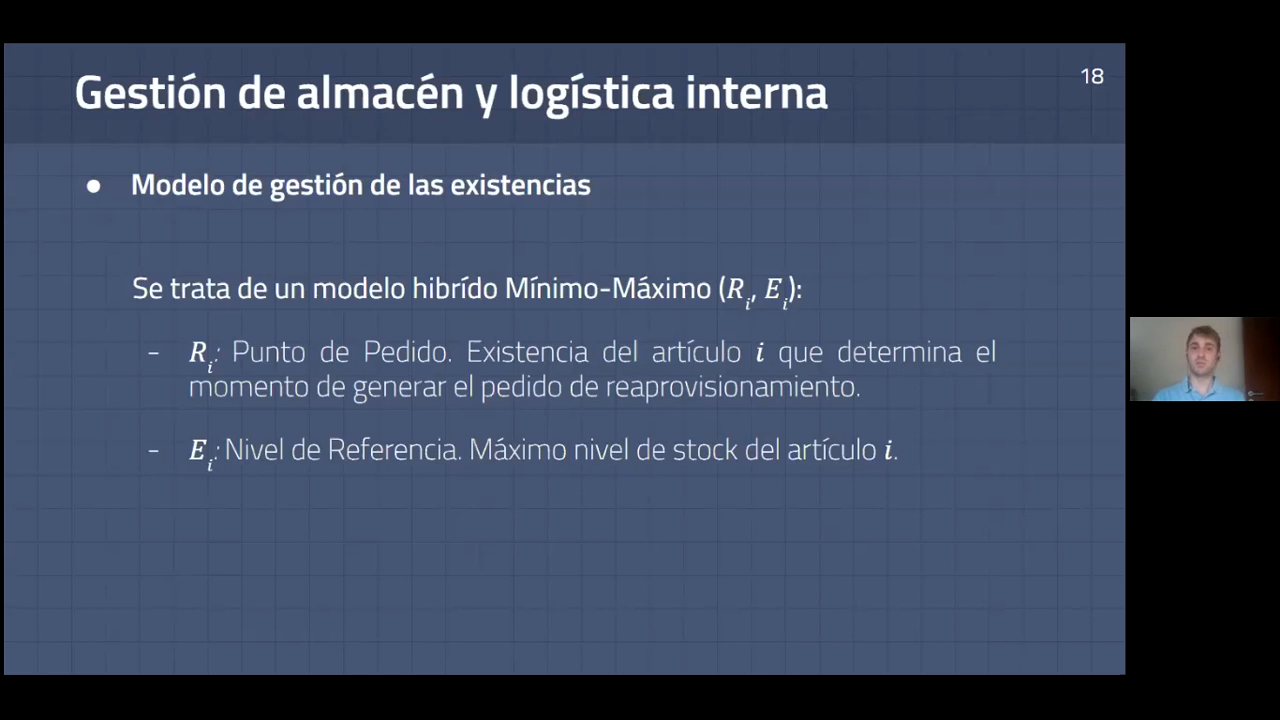 Gestión de almacén y logística interna
18
● Modelo de gestión de las existencias
Se trata de un modelo hibrído Mínimo-Máximo (Ri, Ei):
- Ri: Punto de Pedido. Existencia del artículo i que determina el
momento de generar el pedido de reaprovisionamiento.
- Ei: Nivel de Referencia. Máximo nivel de stock del artículo i.